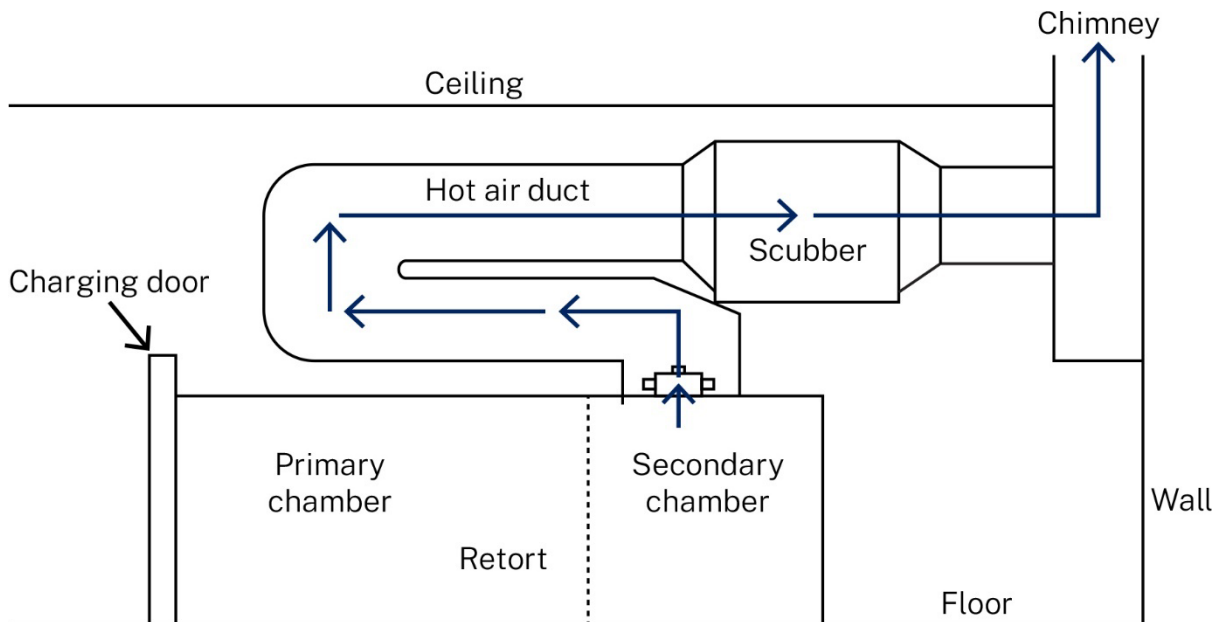 Chimney
Ceiling
Hot air duct
Scubber
Charging door
Primary
chamber
Secondary
chamber
Wall
Retort
Floor